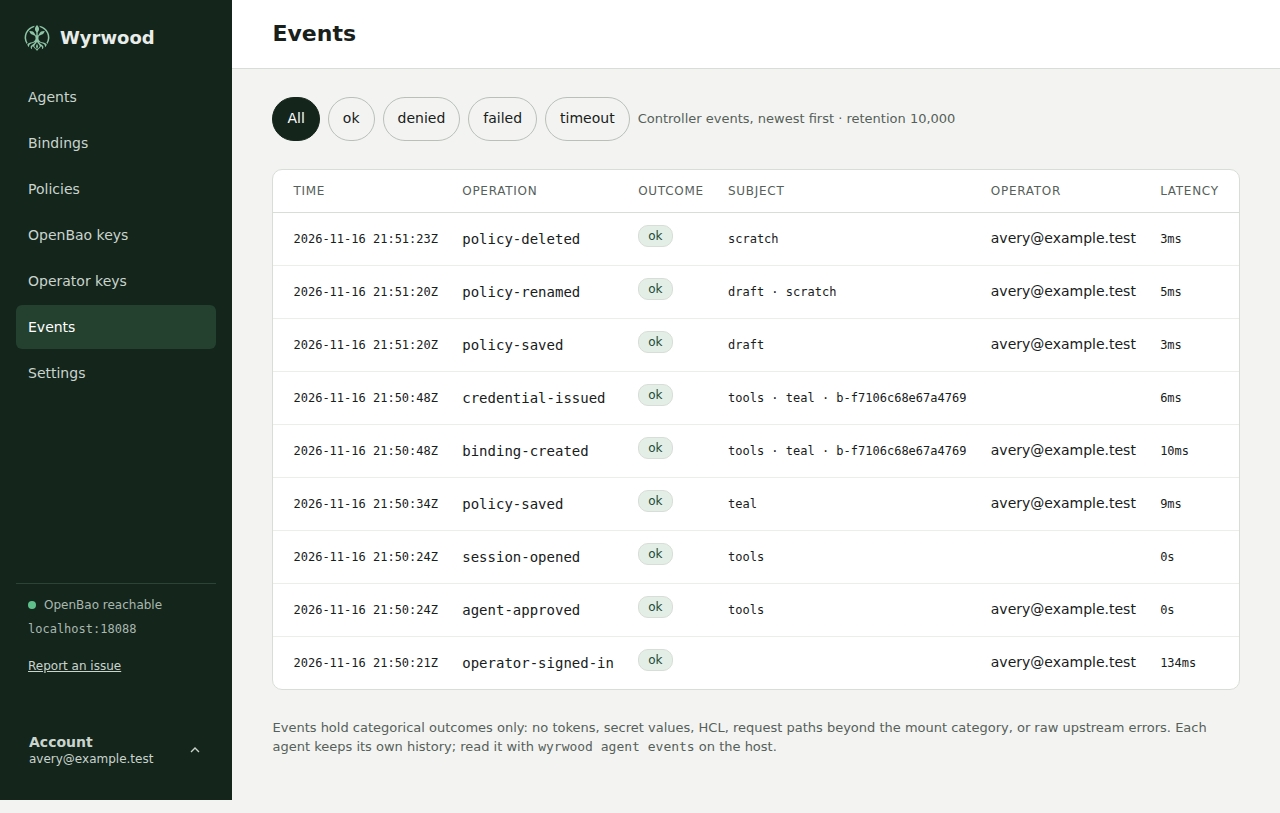 Wyrwood
Agents
Bindings
Policies
OpenBao keys
Operator keys
Events
Settings
OpenBao reachable
localhost:18088
Report an issue
Account
avery@example.test
Events
All ok denied failed timeout Controller events, newest first · retention 10,000
TIME OPERATION OUTCOME SUBJECT OPERATOR LATENCY
2026-11-16 21:51:23Z policy-deleted ok scratch avery@example.test 3ms
2026-11-16 21:51:20Z policy-renamed ok draft · scratch avery@example.test 5ms
2026-11-16 21:51:20Z policy-saved ok draft avery@example.test 3ms
2026-11-16 21:50:48Z credential-issued ok tools · teal · b-f7106c68e67a4769 6ms
2026-11-16 21:50:48Z binding-created ok tools · teal · b-f7106c68e67a4769 avery@example.test 10ms
2026-11-16 21:50:34Z policy-saved ok teal avery@example.test 9ms
2026-11-16 21:50:24Z session-opened ok tools 0s
2026-11-16 21:50:24Z agent-approved ok tools avery@example.test 0s
2026-11-16 21:50:21Z operator-signed-in ok avery@example.test 134ms
Events hold categorical outcomes only: no tokens, secret values, HCL, request paths beyond the mount category, or raw upstream errors. Each
agent keeps its own history; read it with wyrwood agent events on the host.